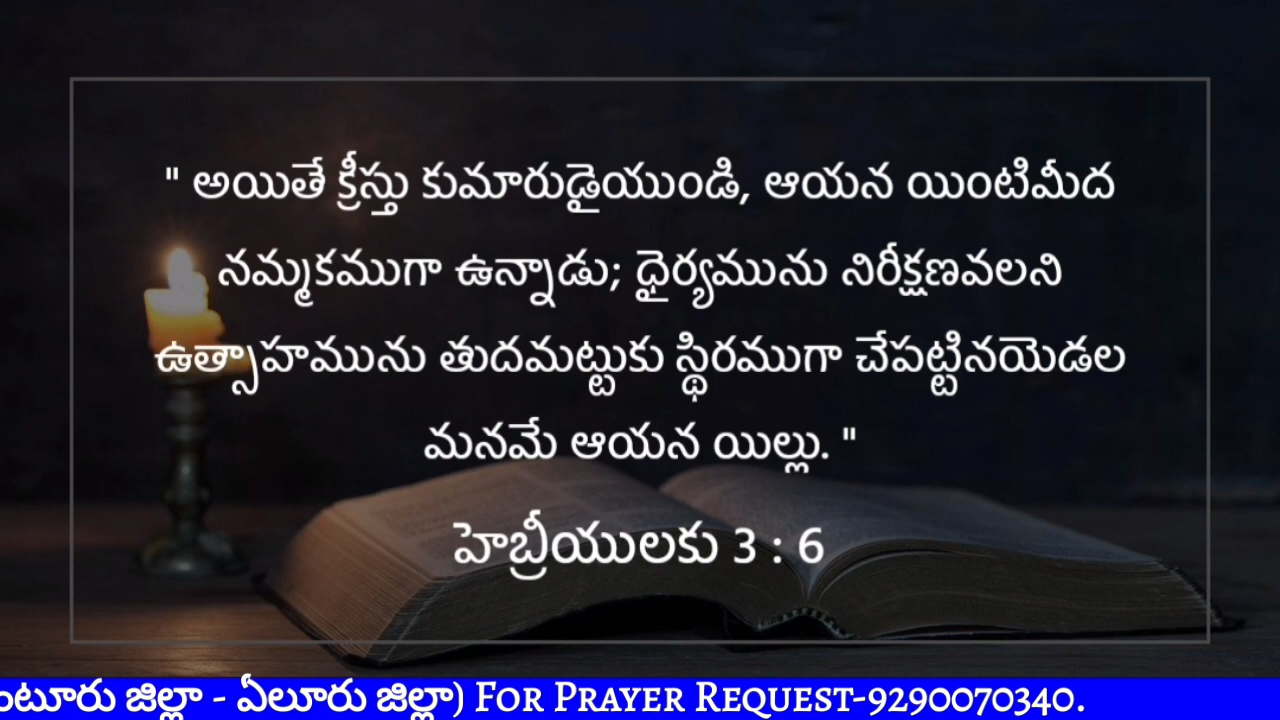 " అయితే క్రీస్తు కుమారుడైయుండి, ఆయన యింటిమీద
నమ్మకముగా ఉన్నాడు; ధైర్యమును నిరీక్షణవలని
ఉత్సాహమును తుదమట్టుకు స్థిరముగా చేపట్టినయెడల
మనమే ఆయన యిల్లు. "
హెబ్రీయులకు 3 : 6
జిల్లా - ఏలూరు జిల్లా) For Prayer Request-9290070340.